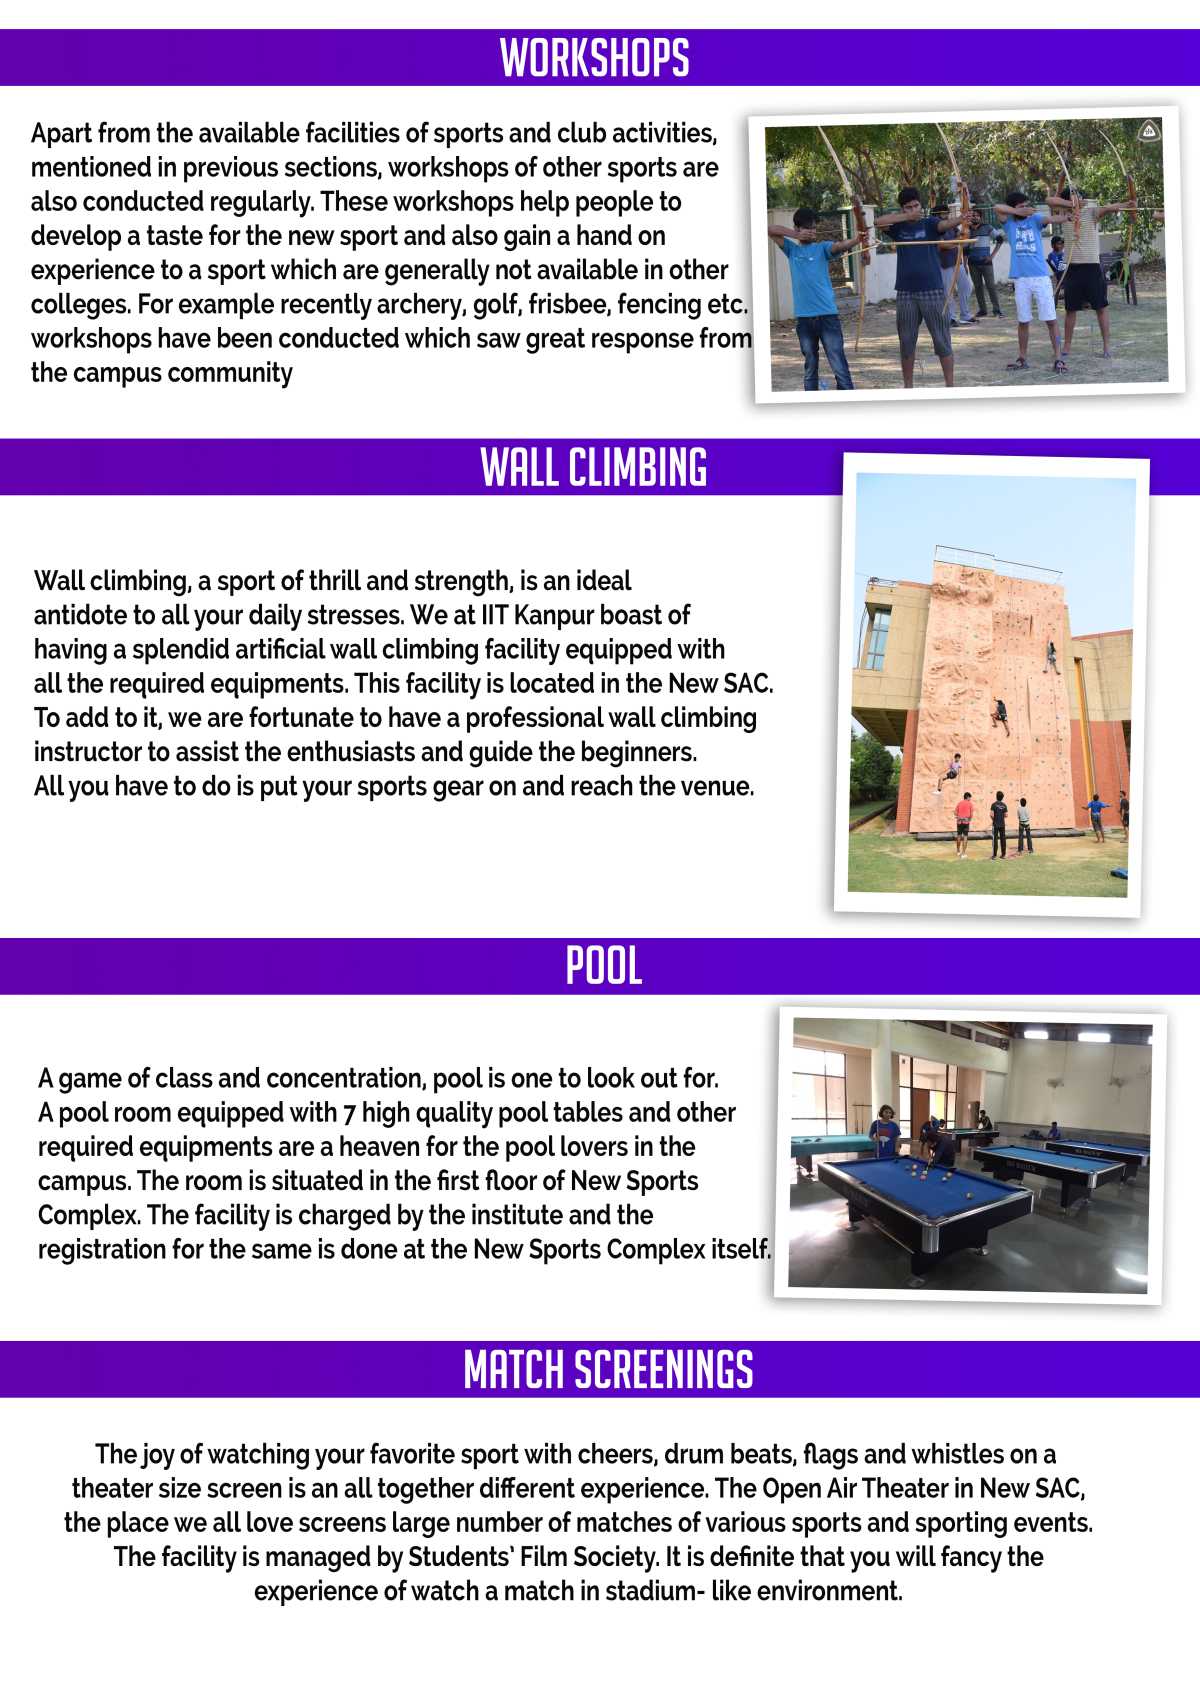 WORKSHOPS
Apart from the available facilities of sports and club activities,
mentioned in previous sections, workshops of other sports are
also conducted regularly. These workshops help people to
develop a taste for the new sport and also gain a hand on
experience to a sport which are generally not available in other
colleges. For example recently archery, golf, frisbee, fencing etc.
workshops have been conducted which saw great response from
the campus community
WALL CLIMBING
Wall climbing, a sport of thrill and strength, is an ideal
antidote to all your daily stresses. We at IIT Kanpur boast of
having a splendid artificial wall climbing facility equipped with
all the required equipments. This facility is located in the New SAC.
To add to it, we are fortunate to have a professional wall climbing
instructor to assist the enthusiasts and guide the beginners.
All you have to do is put your sports gear on and reach the venue.
POOL
A game of class and concentration, pool is one to look out for.
A pool room equipped with 7 high quality pool tables and other
required equipments are a heaven for the pool lovers in the
campus. The room is situated in the first floor of New Sports
Complex. The facility is charged by the institute and the
registration for the same is done at the New Sports Complex itself.
MATCH SCREENINGS
The joy of watching your favorite sport with cheers, drum beats, flags and whistles on a
theater size screen is an all together different experience. The Open Air Theater in New SAC,
the place we all love screens large number of matches of various sports and sporting events.
The facility is managed by Students' Film Society. It is definite that you will fancy the
experience of watch a match in stadium- like environment.